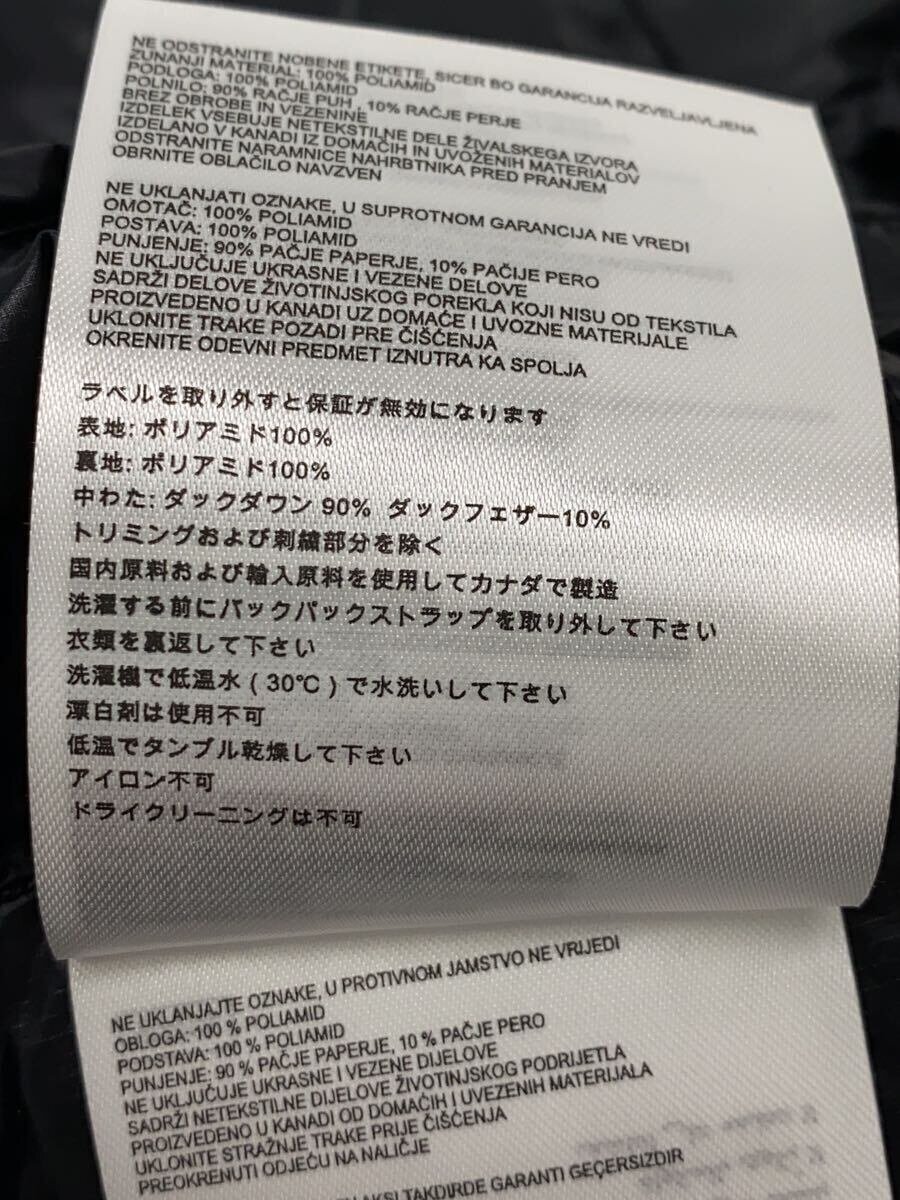 NE ODSTRANITE NOBENE ETIKETE, SICER BO GARANCIJA RAZVELJAVLJENA
ZUNANJI MATERIAL: 100% POLIAMID
PODLOGA: 100% POLIAMID
POLNILO: 90% RAČJE PUH , 10% RAČJE PERJE
BREZ OBROBE IN VEZENINE
IZDELEK VSEBUJE NETEKSTILNE DELE ŽIVALSKEGA IZVORA
IZDELANO V KANADI IZ DOMAČIH IN UVOŽENIH MATERIALOV
ODSTRANITE NARAMNICE NAHRBTNIKA PRED PRANJEM
OBRNITE OBLAČILO NAVZVEN
NE UKLANJATI OZNAKE, U SUPROTNOM GARANCIJA NE VREDI
OMOTAČ: 100% POLIAMID
POSTAVA: 100% POLIAMID
PUNJENJE: 90% PAČJE PAPERJE, 10% PAČIJE PERO
NE UKLJUČUJE UKRASNE I VEZENE DELOVE
SADRŽI DELOVE ŽIVOTINJSKOG POREKLA KOJI NISU OD TEKSTILA
PROIZVEDENO U KANADI UZ DOMAĆE I UVOZNE MATERIJALE
UKLONITE TRAKE POZADI PRE ČIŠĆENJA
OKRENITE ODEVNI PREDMET IZNUTRA KA SPOLJA
ラベルを取り外すと保証が無効になります
表地: ポリアミド100%
裏地: ポリアミド100%
中わた: ダックダウン 90% ダックフェザー10%
トリミングおよび刺繍部分を除く
国内原料および輸入原料を使用してカナダで製造
洗濯する前にバックパックストラップを取り外して下さい
衣類を裏返して下さい
洗濯機で低温水 ( 30℃ ) で水洗いして下さい
漂白剤は使用不可
低温でタンブル乾燥して下さい
アイロン不可
ドライクリーニングは不可
NE UKLANJAJTE OZNAKE, U PROTIVNOM JAMSTVO NE VRIJEDI
OBLOGA: 100 % POLIAMID
PODSTAVA: 100 % POLIAMID
PUNJENJE: 90 % PAČJE PAPERJE, 10 % PAČJE PERO
NE UKLJUČUJE UKRASNE I VEZENE DIJELOVE
SADRŽI NETEKSTILNE DIJELOVE ŽIVOTINJSKOG PODRIJETLA
PROIZVEDENO U KANADI OD DOMAĆIH I UVEZENIH MATERIJALA
UKLONITE STRAŽNJE TRAKE PRIJE ČIŠĆENJA
PREOKRENUTI ODJEĆU NA NALIČJE
AKSI TAKDIRDE GARANTI GEÇERSIZDIR